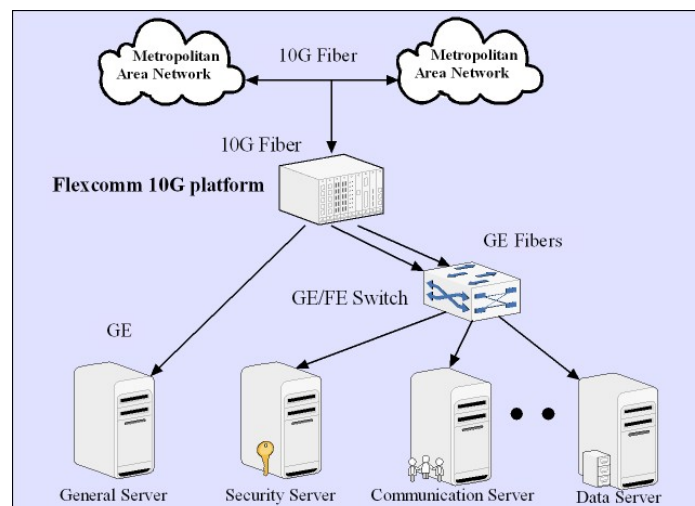 Metropolitan
Area Network
10G Fiber
Metropolitan
Area Network
10G Fiber
Flexcomm 10G platform
GE Fibers
GE/FE Switch
GE
General Server
Security Server
Communication Server
Data Server